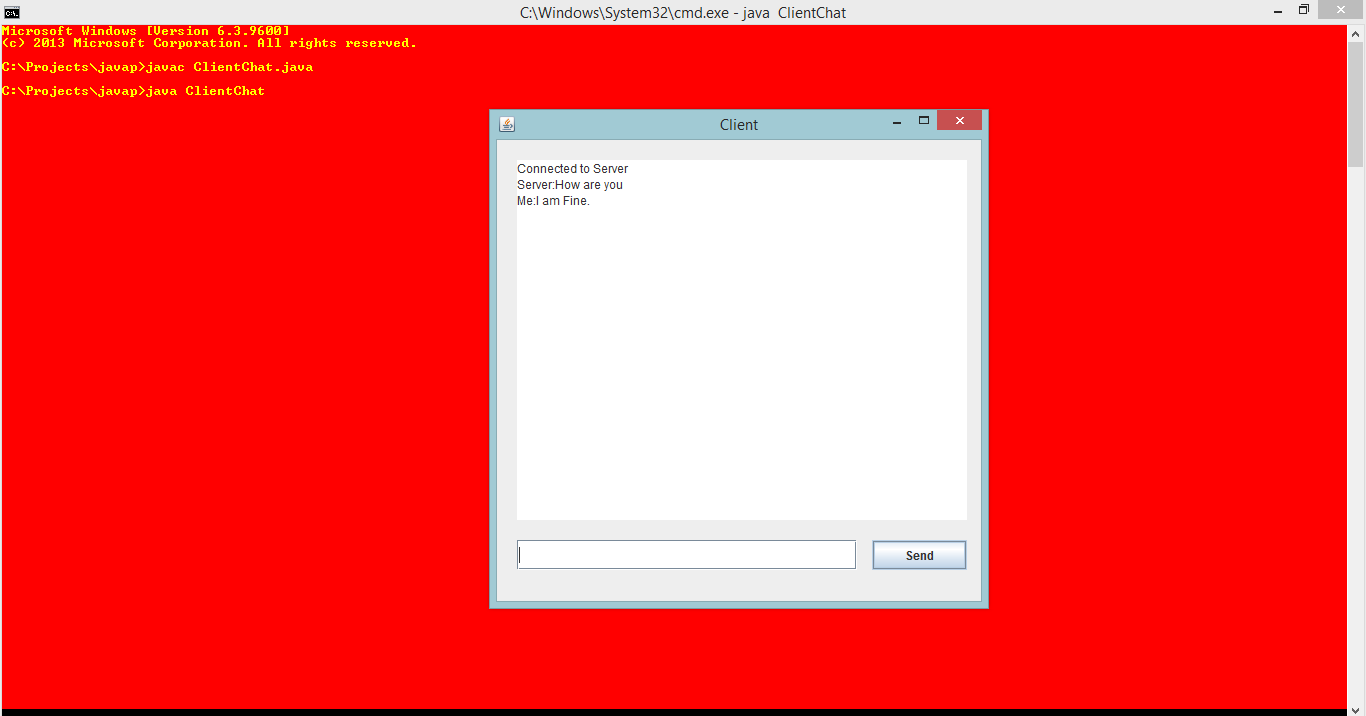 C:\Windows\System32\cmd.exe - java  ClientChat
Microsoft Windows [Version 6.3.9600]
(c) 2013 Microsoft Corporation. All rights reserved.
C:\Projects\javap>javac ClientChat.java
C:\Projects\javap>java ClientChat
Client
Connected to Server
Server:How are you
Me:I am Fine.
Send